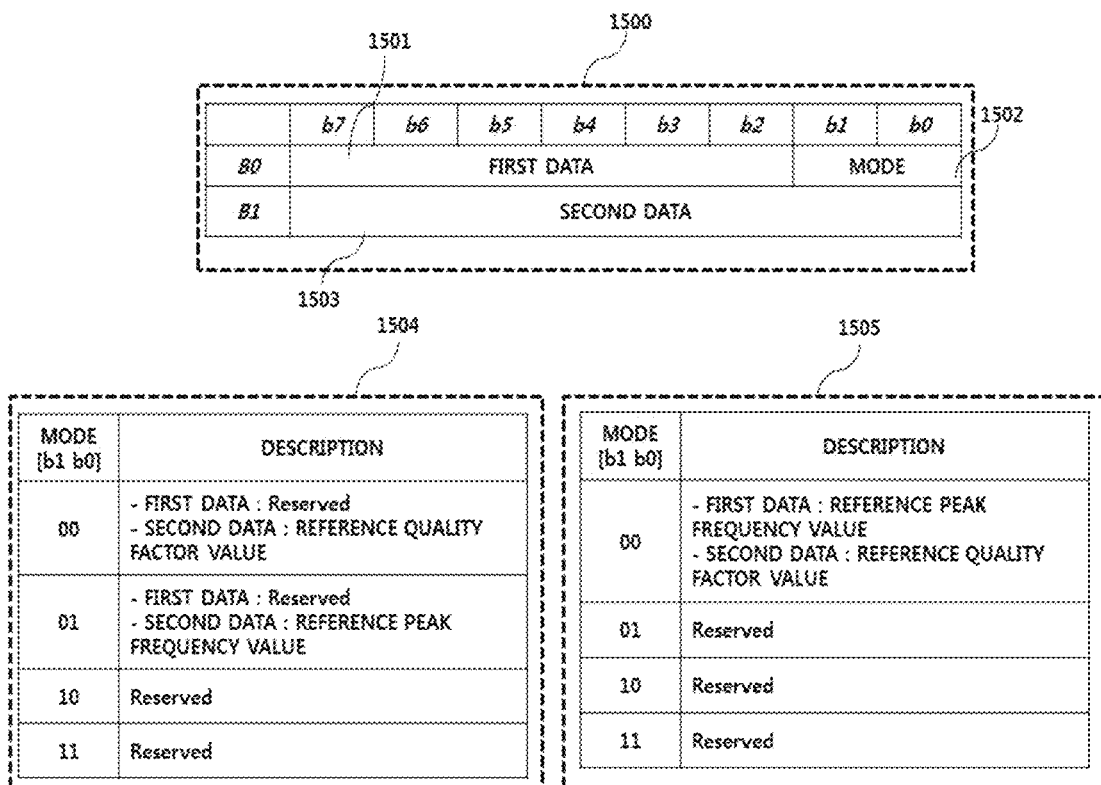 1500
1501
b7 b6 b5 b4 b3 b2 b1 b0
1502
B0 FIRST DATA MODE
B1 SECOND DATA
1503
1504
MODE
[b1 b0] DESCRIPTION
00
- FIRST DATA : Reserved
- SECOND DATA : REFERENCE QUALITY
FACTOR VALUE
01
- FIRST DATA : Reserved
- SECOND DATA : REFERENCE PEAK
FREQUENCY VALUE
10 Reserved
11 Reserved
1505
MODE
[b1 b0] DESCRIPTION
00
- FIRST DATA : REFERENCE PEAK
FREQUENCY VALUE
- SECOND DATA : REFERENCE QUALITY
FACTOR VALUE
01 Reserved
10 Reserved
11 Reserved